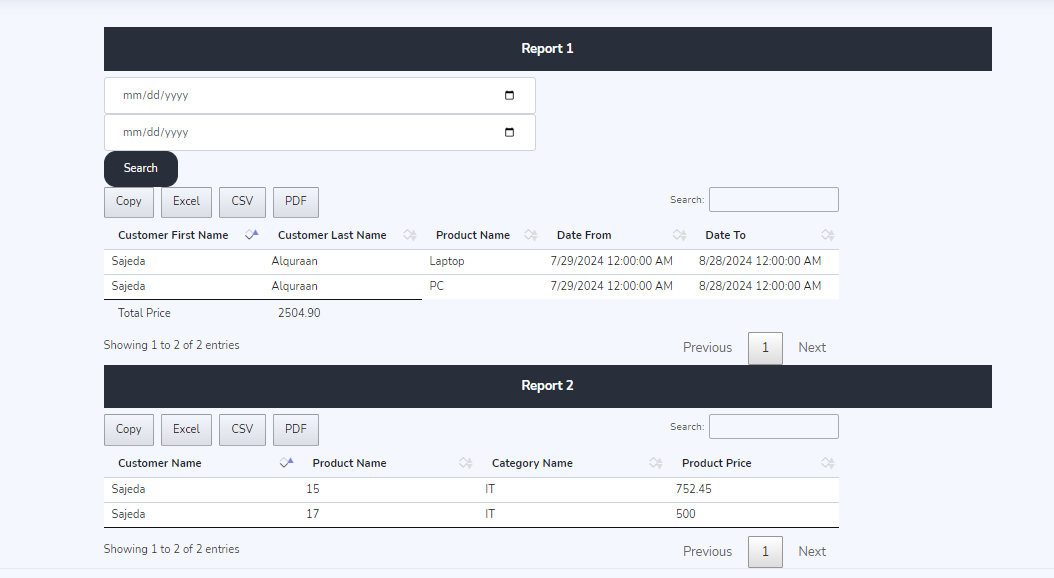 Report 1
mm/dd/yyyy
mm/dd/yyyy
Search
Copy Excel CSV PDF Search:
Customer First Name Customer Last Name Product Name Date From Date To
Sajeda Alquraan Laptop 7/29/2024 12:00:00 AM 8/28/2024 12:00:00 AM
Sajeda Alquraan PC 7/29/2024 12:00:00 AM 8/28/2024 12:00:00 AM
Total Price 2504.90
Showing 1 to 2 of 2 entries Previous 1 Next
Report 2
Copy Excel CSV PDF Search:
Customer Name Product Name Category Name Product Price
Sajeda 15 IT 752.45
Sajeda 17 IT 500
Showing 1 to 2 of 2 entries Previous 1 Next